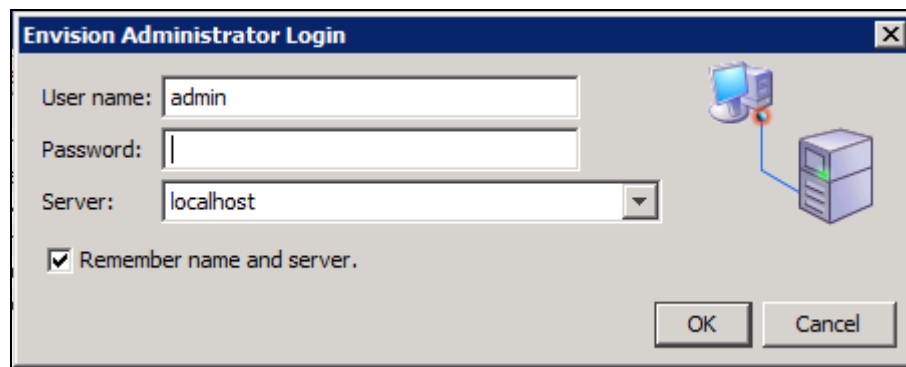 Envision Administrator Login
User name: admin
Password:
Server: localhost
Remember name and server.
OK Cancel